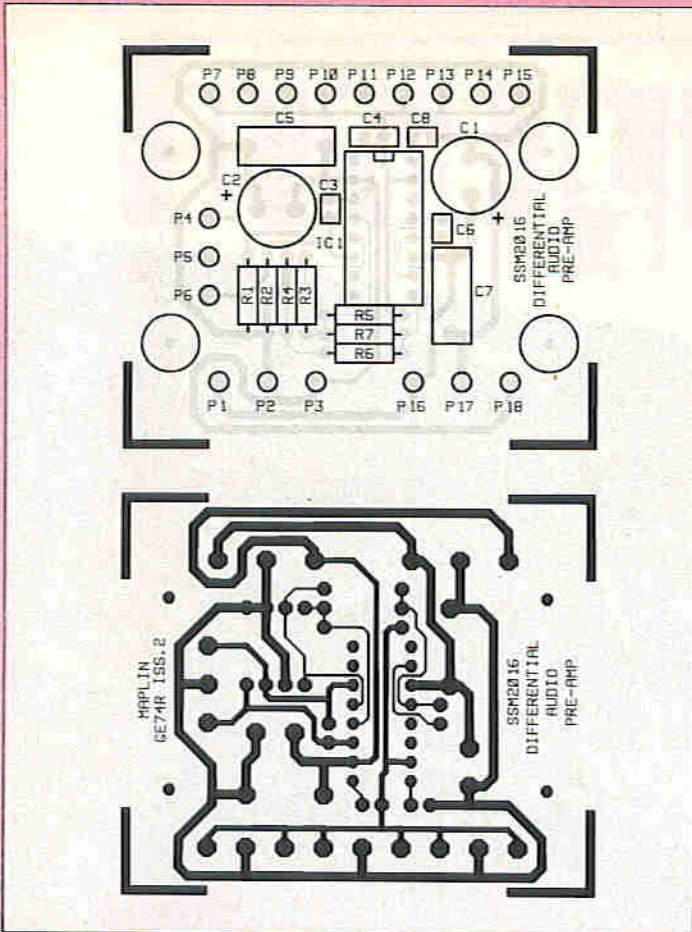 P7 P8 P9 P10 P11 P12 P13 P14 P15
C5 C4 C8 C1
C2 + C3
P4
IC1 C6 +
P5
P6
R1 R2 R4 R3
C7
SSM2016
DIFFERENTIAL
AUDIO
PRE-AMP
R5
R7
R6
P1 P2 P3 P16 P17 P18
MAPLIN
GE74R ISS.2
SSM2016
DIFFERENTIAL
AUDIO
PRE-AMP